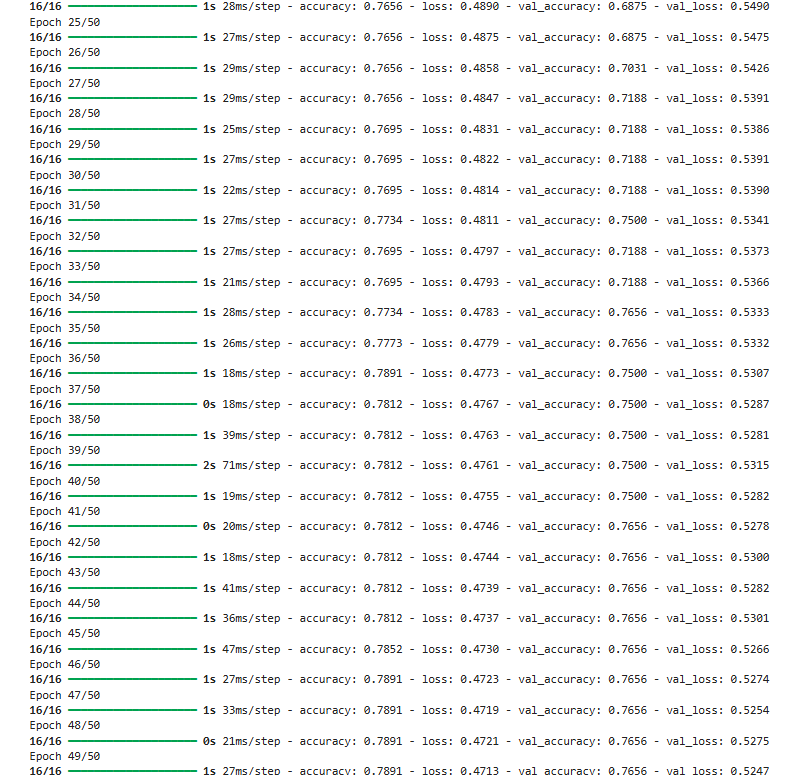 16/16 ━━━━━━━━━━━━━━━━━━━━ 1s 28ms/step - accuracy: 0.7656 - loss: 0.4890 - val_accuracy: 0.6875 - val_loss: 0.5490
Epoch 25/50
16/16 ━━━━━━━━━━━━━━━━━━━━ 1s 27ms/step - accuracy: 0.7656 - loss: 0.4875 - val_accuracy: 0.6875 - val_loss: 0.5475
Epoch 26/50
16/16 ━━━━━━━━━━━━━━━━━━━━ 1s 29ms/step - accuracy: 0.7656 - loss: 0.4858 - val_accuracy: 0.7031 - val_loss: 0.5426
Epoch 27/50
16/16 ━━━━━━━━━━━━━━━━━━━━ 1s 29ms/step - accuracy: 0.7656 - loss: 0.4847 - val_accuracy: 0.7188 - val_loss: 0.5391
Epoch 28/50
16/16 ━━━━━━━━━━━━━━━━━━━━ 1s 25ms/step - accuracy: 0.7695 - loss: 0.4831 - val_accuracy: 0.7188 - val_loss: 0.5386
Epoch 29/50
16/16 ━━━━━━━━━━━━━━━━━━━━ 1s 27ms/step - accuracy: 0.7695 - loss: 0.4822 - val_accuracy: 0.7188 - val_loss: 0.5391
Epoch 30/50
16/16 ━━━━━━━━━━━━━━━━━━━━ 1s 22ms/step - accuracy: 0.7695 - loss: 0.4814 - val_accuracy: 0.7188 - val_loss: 0.5390
Epoch 31/50
16/16 ━━━━━━━━━━━━━━━━━━━━ 1s 27ms/step - accuracy: 0.7734 - loss: 0.4811 - val_accuracy: 0.7500 - val_loss: 0.5341
Epoch 32/50
16/16 ━━━━━━━━━━━━━━━━━━━━ 1s 27ms/step - accuracy: 0.7695 - loss: 0.4797 - val_accuracy: 0.7188 - val_loss: 0.5373
Epoch 33/50
16/16 ━━━━━━━━━━━━━━━━━━━━ 1s 21ms/step - accuracy: 0.7695 - loss: 0.4793 - val_accuracy: 0.7188 - val_loss: 0.5366
Epoch 34/50
16/16 ━━━━━━━━━━━━━━━━━━━━ 1s 28ms/step - accuracy: 0.7734 - loss: 0.4783 - val_accuracy: 0.7656 - val_loss: 0.5333
Epoch 35/50
16/16 ━━━━━━━━━━━━━━━━━━━━ 1s 26ms/step - accuracy: 0.7773 - loss: 0.4779 - val_accuracy: 0.7656 - val_loss: 0.5332
Epoch 36/50
16/16 ━━━━━━━━━━━━━━━━━━━━ 1s 18ms/step - accuracy: 0.7891 - loss: 0.4773 - val_accuracy: 0.7500 - val_loss: 0.5307
Epoch 37/50
16/16 ━━━━━━━━━━━━━━━━━━━━ 0s 18ms/step - accuracy: 0.7812 - loss: 0.4767 - val_accuracy: 0.7500 - val_loss: 0.5287
Epoch 38/50
16/16 ━━━━━━━━━━━━━━━━━━━━ 1s 39ms/step - accuracy: 0.7812 - loss: 0.4763 - val_accuracy: 0.7500 - val_loss: 0.5281
Epoch 39/50
16/16 ━━━━━━━━━━━━━━━━━━━━ 2s 71ms/step - accuracy: 0.7812 - loss: 0.4761 - val_accuracy: 0.7500 - val_loss: 0.5315
Epoch 40/50
16/16 ━━━━━━━━━━━━━━━━━━━━ 1s 19ms/step - accuracy: 0.7812 - loss: 0.4755 - val_accuracy: 0.7500 - val_loss: 0.5282
Epoch 41/50
16/16 ━━━━━━━━━━━━━━━━━━━━ 0s 20ms/step - accuracy: 0.7812 - loss: 0.4746 - val_accuracy: 0.7656 - val_loss: 0.5278
Epoch 42/50
16/16 ━━━━━━━━━━━━━━━━━━━━ 1s 18ms/step - accuracy: 0.7812 - loss: 0.4744 - val_accuracy: 0.7656 - val_loss: 0.5300
Epoch 43/50
16/16 ━━━━━━━━━━━━━━━━━━━━ 1s 41ms/step - accuracy: 0.7812 - loss: 0.4739 - val_accuracy: 0.7656 - val_loss: 0.5282
Epoch 44/50
16/16 ━━━━━━━━━━━━━━━━━━━━ 1s 36ms/step - accuracy: 0.7812 - loss: 0.4737 - val_accuracy: 0.7656 - val_loss: 0.5301
Epoch 45/50
16/16 ━━━━━━━━━━━━━━━━━━━━ 1s 47ms/step - accuracy: 0.7852 - loss: 0.4730 - val_accuracy: 0.7656 - val_loss: 0.5266
Epoch 46/50
16/16 ━━━━━━━━━━━━━━━━━━━━ 1s 27ms/step - accuracy: 0.7891 - loss: 0.4723 - val_accuracy: 0.7656 - val_loss: 0.5274
Epoch 47/50
16/16 ━━━━━━━━━━━━━━━━━━━━ 1s 33ms/step - accuracy: 0.7891 - loss: 0.4719 - val_accuracy: 0.7656 - val_loss: 0.5254
Epoch 48/50
16/16 ━━━━━━━━━━━━━━━━━━━━ 0s 21ms/step - accuracy: 0.7891 - loss: 0.4721 - val_accuracy: 0.7656 - val_loss: 0.5275
Epoch 49/50
16/16 ━━━━━━━━━━━━━━━━━━━━ 1s 27ms/step - accuracy: 0.7891 - loss: 0.4713 - val_accuracy: 0.7656 - val_loss: 0.5247